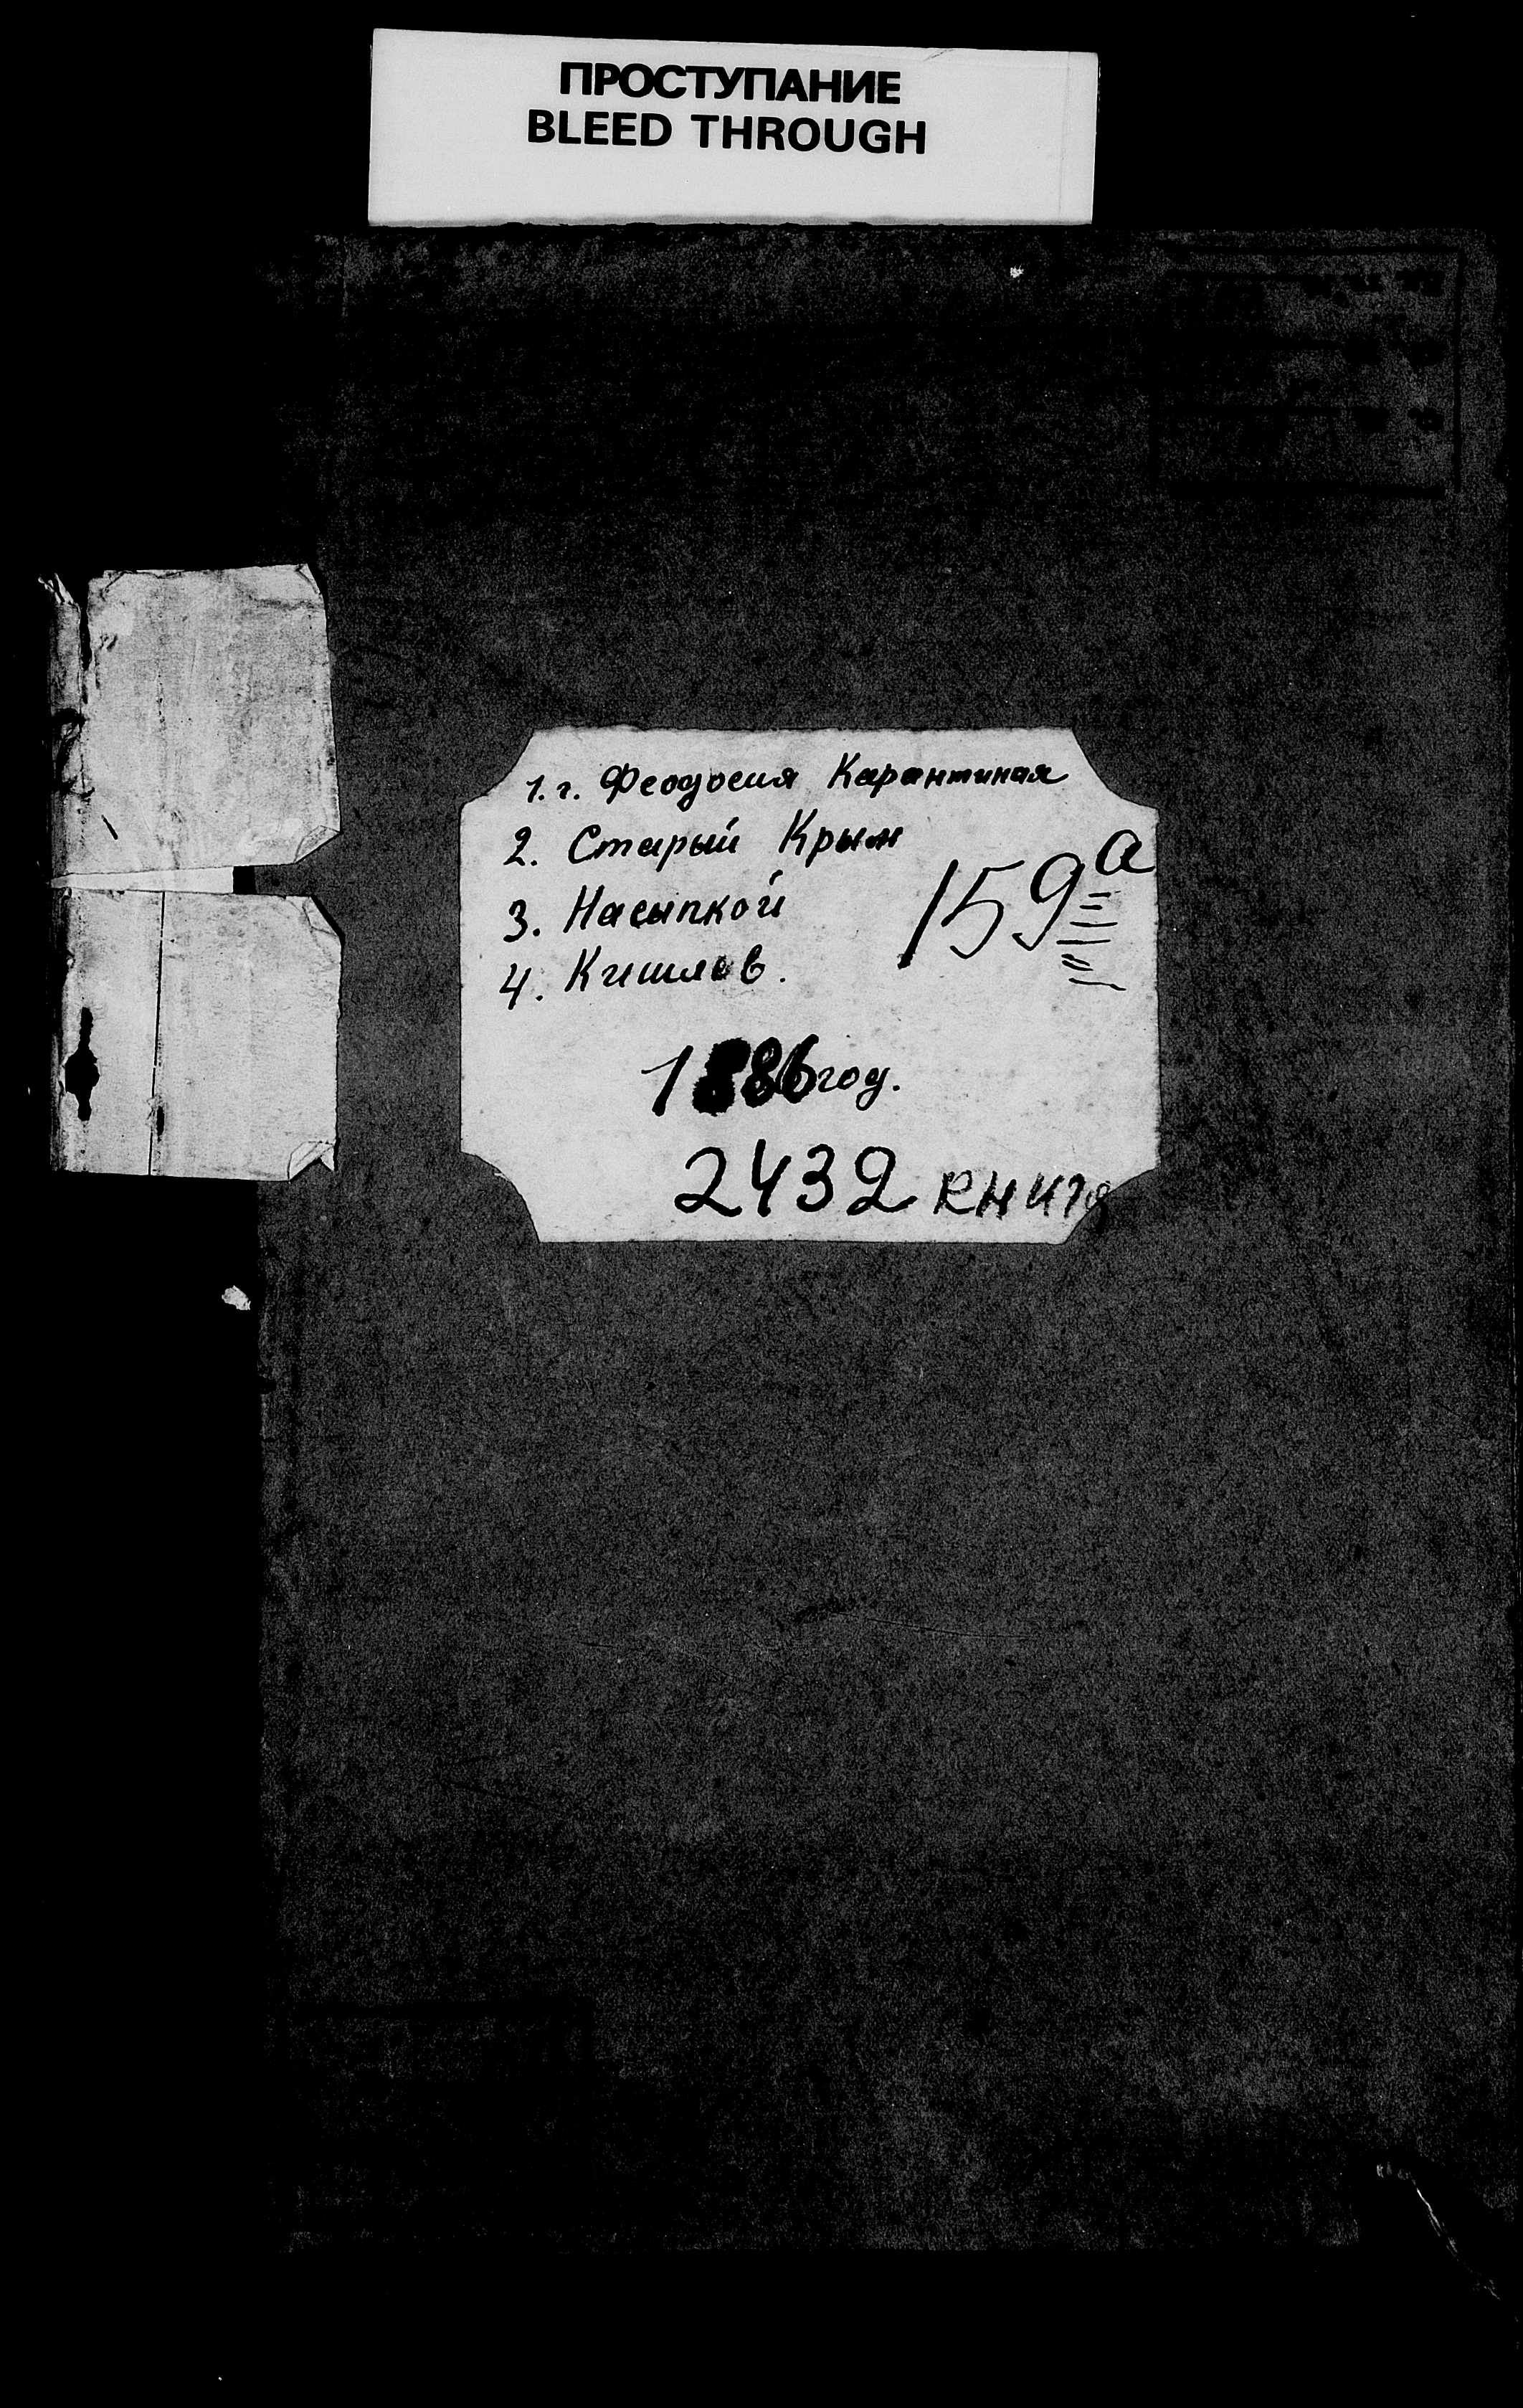 ПРОСТУПАНИЕ
BLEED THROUGH
1. г. Феодосия Карантиная
2. Старый Крым
3. Насыпкой
4. Кишлав.
159а
1886 год.
2432 книга